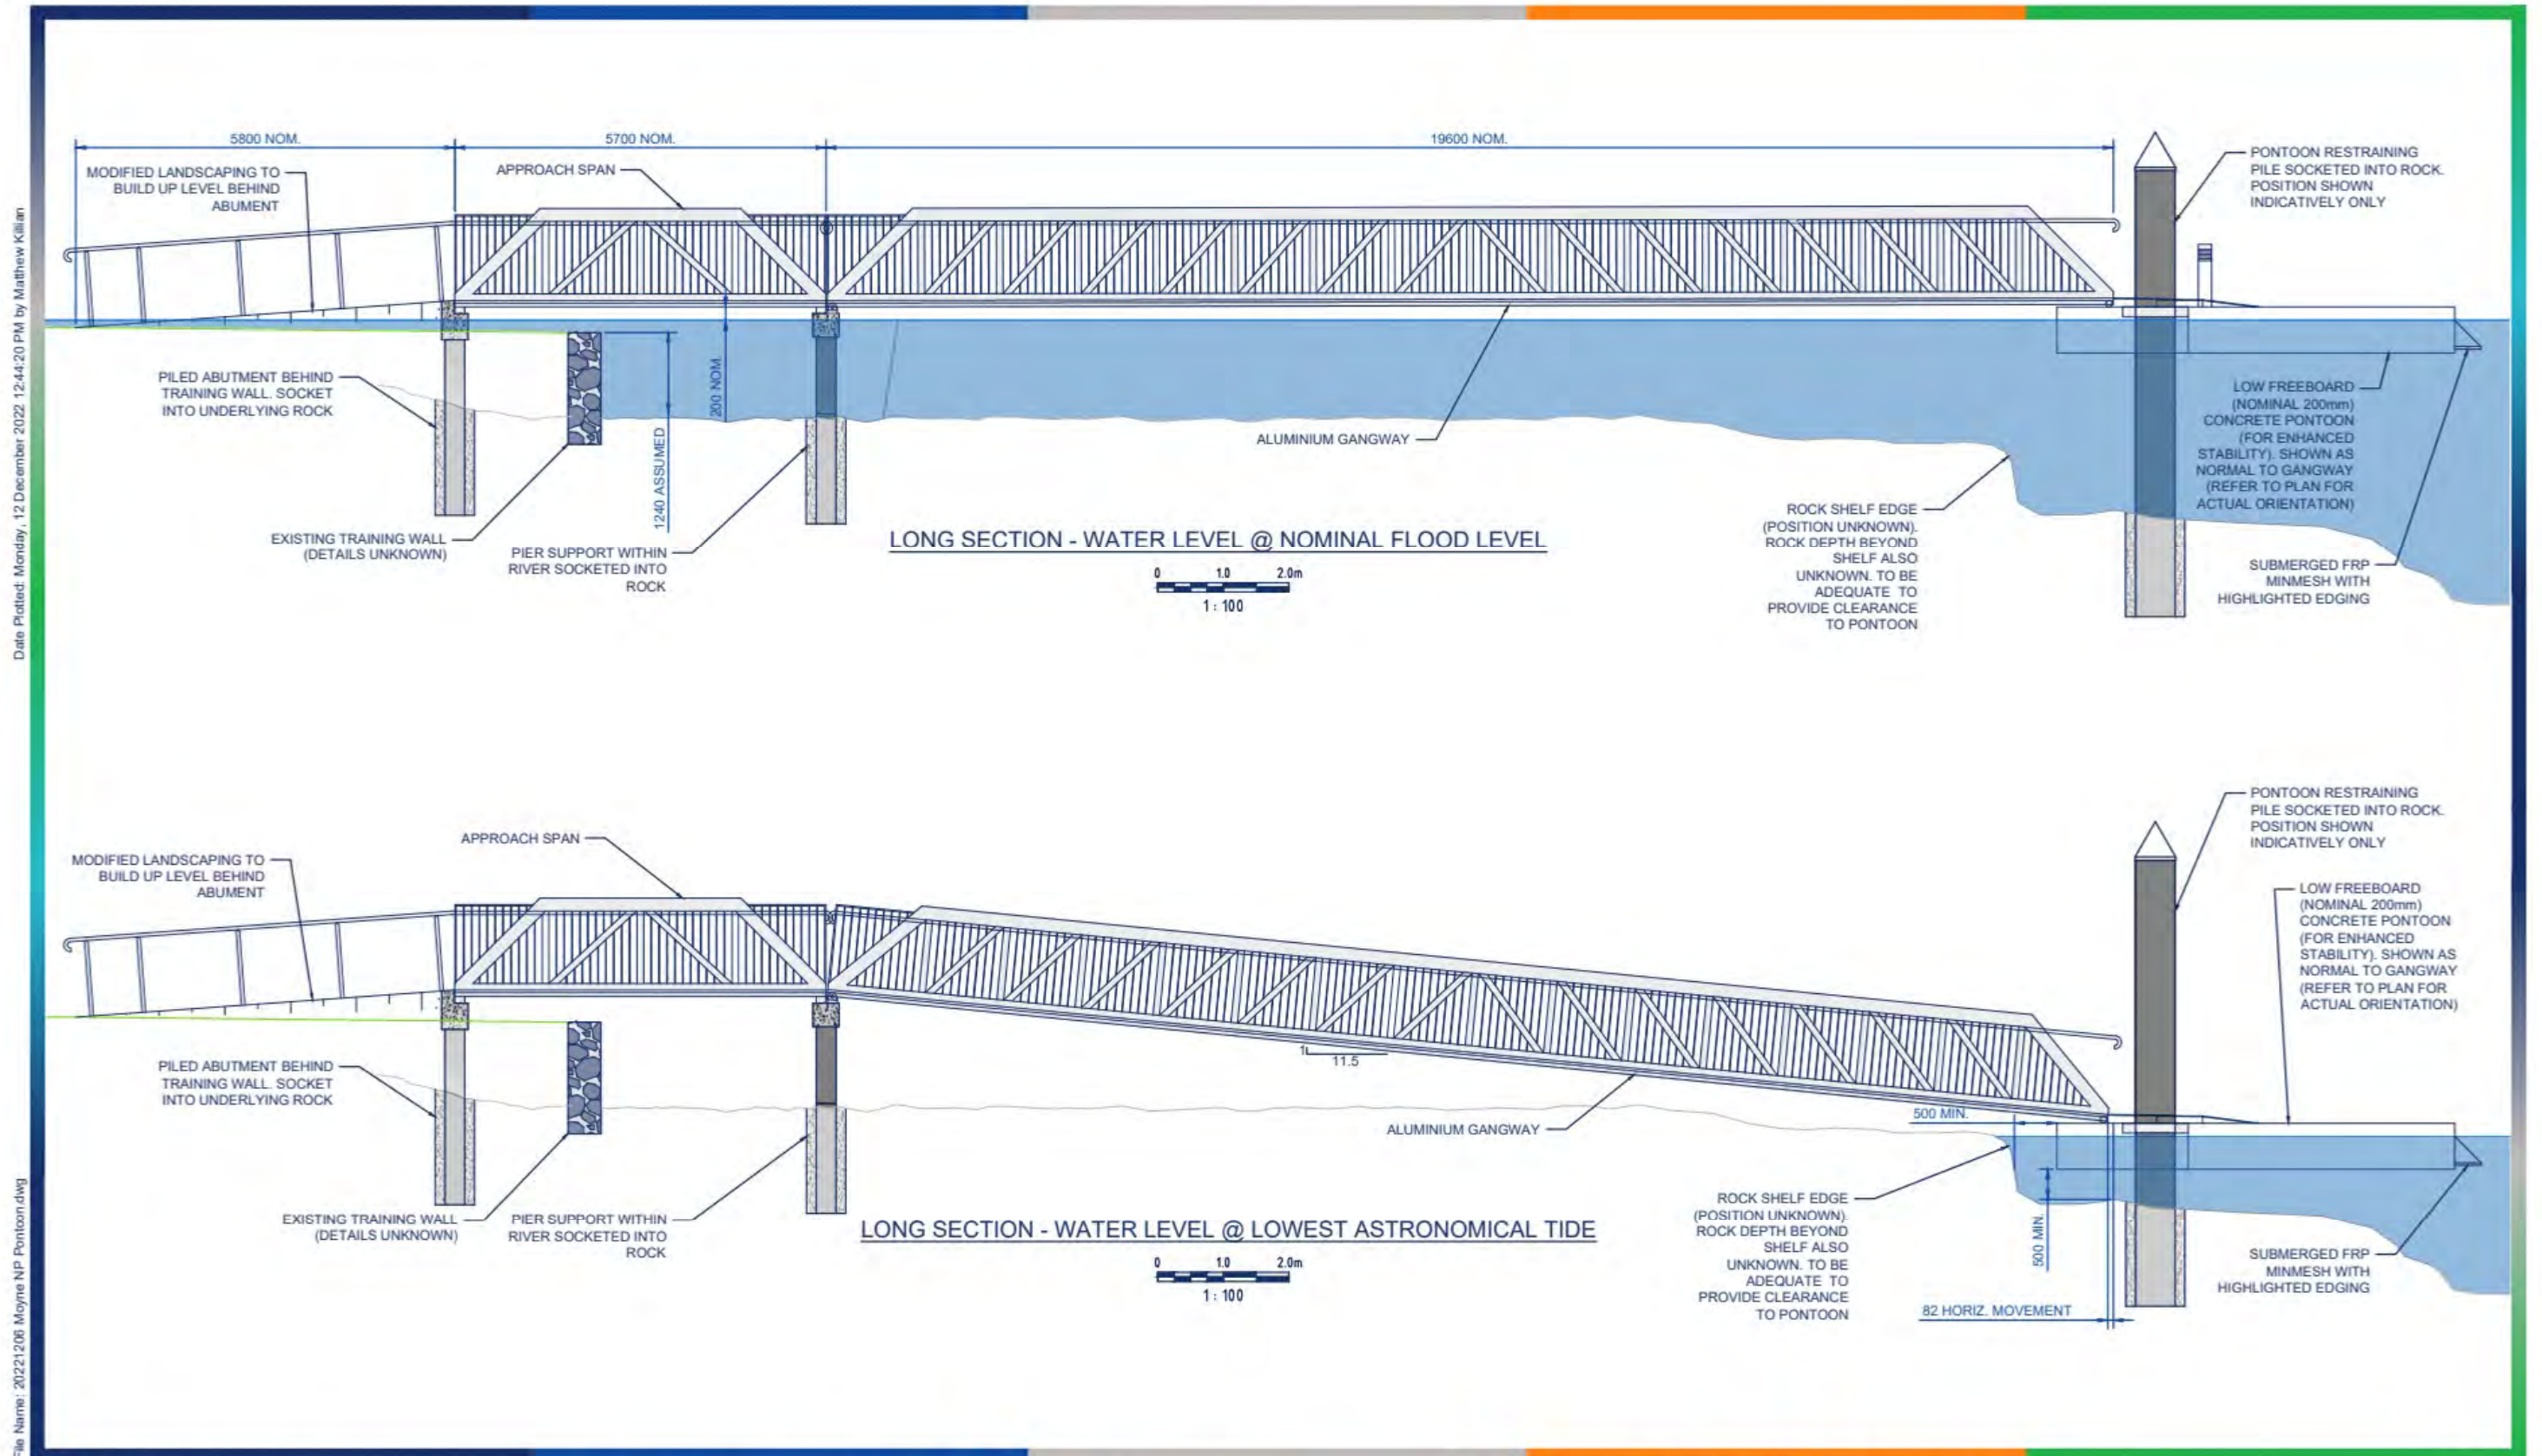 Date Plotted: Monday, 12 December 2022 12:44:20 PM by Matthew Killian
File Name: 20221206 Moyne NP Pontoon.dwg
5800 NOM.
5700 NOM.
19600 NOM.
MODIFIED LANDSCAPING TO
BUILD UP LEVEL BEHIND
ABUMENT
APPROACH SPAN
PONTOON RESTRAINING
PILE SOCKETED INTO ROCK.
POSITION SHOWN
INDICATIVELY ONLY
PILED ABUTMENT BEHIND
TRAINING WALL. SOCKET
INTO UNDERLYING ROCK
200 NOM.
1240 ASSUMED
ALUMINIUM GANGWAY
LOW FREEBOARD
(NOMINAL 200mm)
CONCRETE PONTOON
(FOR ENHANCED
STABILITY). SHOWN AS
NORMAL TO GANGWAY
(REFER TO PLAN FOR
ACTUAL ORIENTATION)
EXISTING TRAINING WALL
(DETAILS UNKNOWN)
PIER SUPPORT WITHIN
RIVER SOCKETED INTO
ROCK
ROCK SHELF EDGE
(POSITION UNKNOWN).
ROCK DEPTH BEYOND
SHELF ALSO
UNKNOWN. TO BE
ADEQUATE TO
PROVIDE CLEARANCE
TO PONTOON
SUBMERGED FRP
MINMESH WITH
HIGHLIGHTED EDGING
LONG SECTION - WATER LEVEL @ NOMINAL FLOOD LEVEL
0 1.0 2.0m
1 : 100
MODIFIED LANDSCAPING TO
BUILD UP LEVEL BEHIND
ABUMENT
APPROACH SPAN
PONTOON RESTRAINING
PILE SOCKETED INTO ROCK.
POSITION SHOWN
INDICATIVELY ONLY
LOW FREEBOARD
(NOMINAL 200mm)
CONCRETE PONTOON
(FOR ENHANCED
STABILITY). SHOWN AS
NORMAL TO GANGWAY
(REFER TO PLAN FOR
ACTUAL ORIENTATION)
1
11.5
PILED ABUTMENT BEHIND
TRAINING WALL. SOCKET
INTO UNDERLYING ROCK
ALUMINIUM GANGWAY
500 MIN.
500 MIN.
EXISTING TRAINING WALL
(DETAILS UNKNOWN)
PIER SUPPORT WITHIN
RIVER SOCKETED INTO
ROCK
ROCK SHELF EDGE
(POSITION UNKNOWN).
ROCK DEPTH BEYOND
SHELF ALSO
UNKNOWN. TO BE
ADEQUATE TO
PROVIDE CLEARANCE
TO PONTOON
82 HORIZ. MOVEMENT
SUBMERGED FRP
MINMESH WITH
HIGHLIGHTED EDGING
LONG SECTION - WATER LEVEL @ LOWEST ASTRONOMICAL TIDE
0 1.0 2.0m
1 : 100